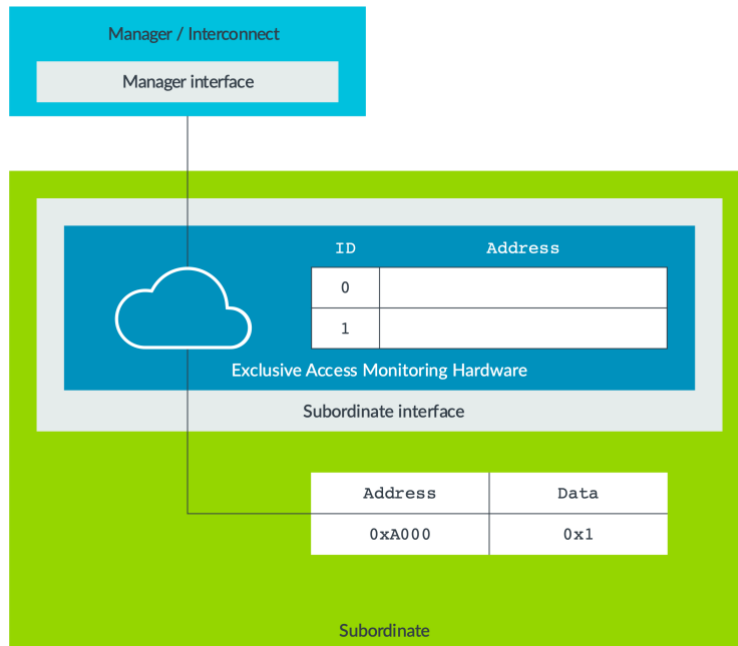 Manager / Interconnect
Manager interface
ID Address
0
1
Exclusive Access Monitoring Hardware
Subordinate interface
Address Data
0xA000 0x1
Subordinate